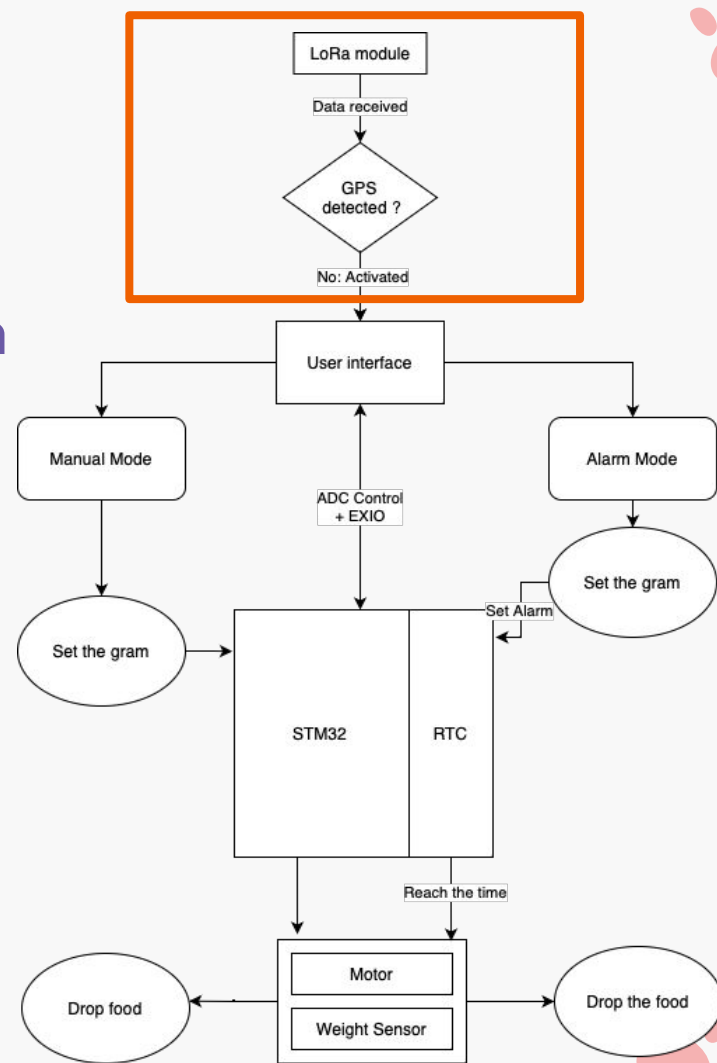 LoRa module
Data received
GPS
detected ?
No: Activated
User interface
Manual Mode
Alarm Mode
ADC Control
+ EXIO
Set the gram
Set Alarm
Set the gram
STM32
RTC
Reach the time
Motor
Drop food
Drop the food
Weight Sensor